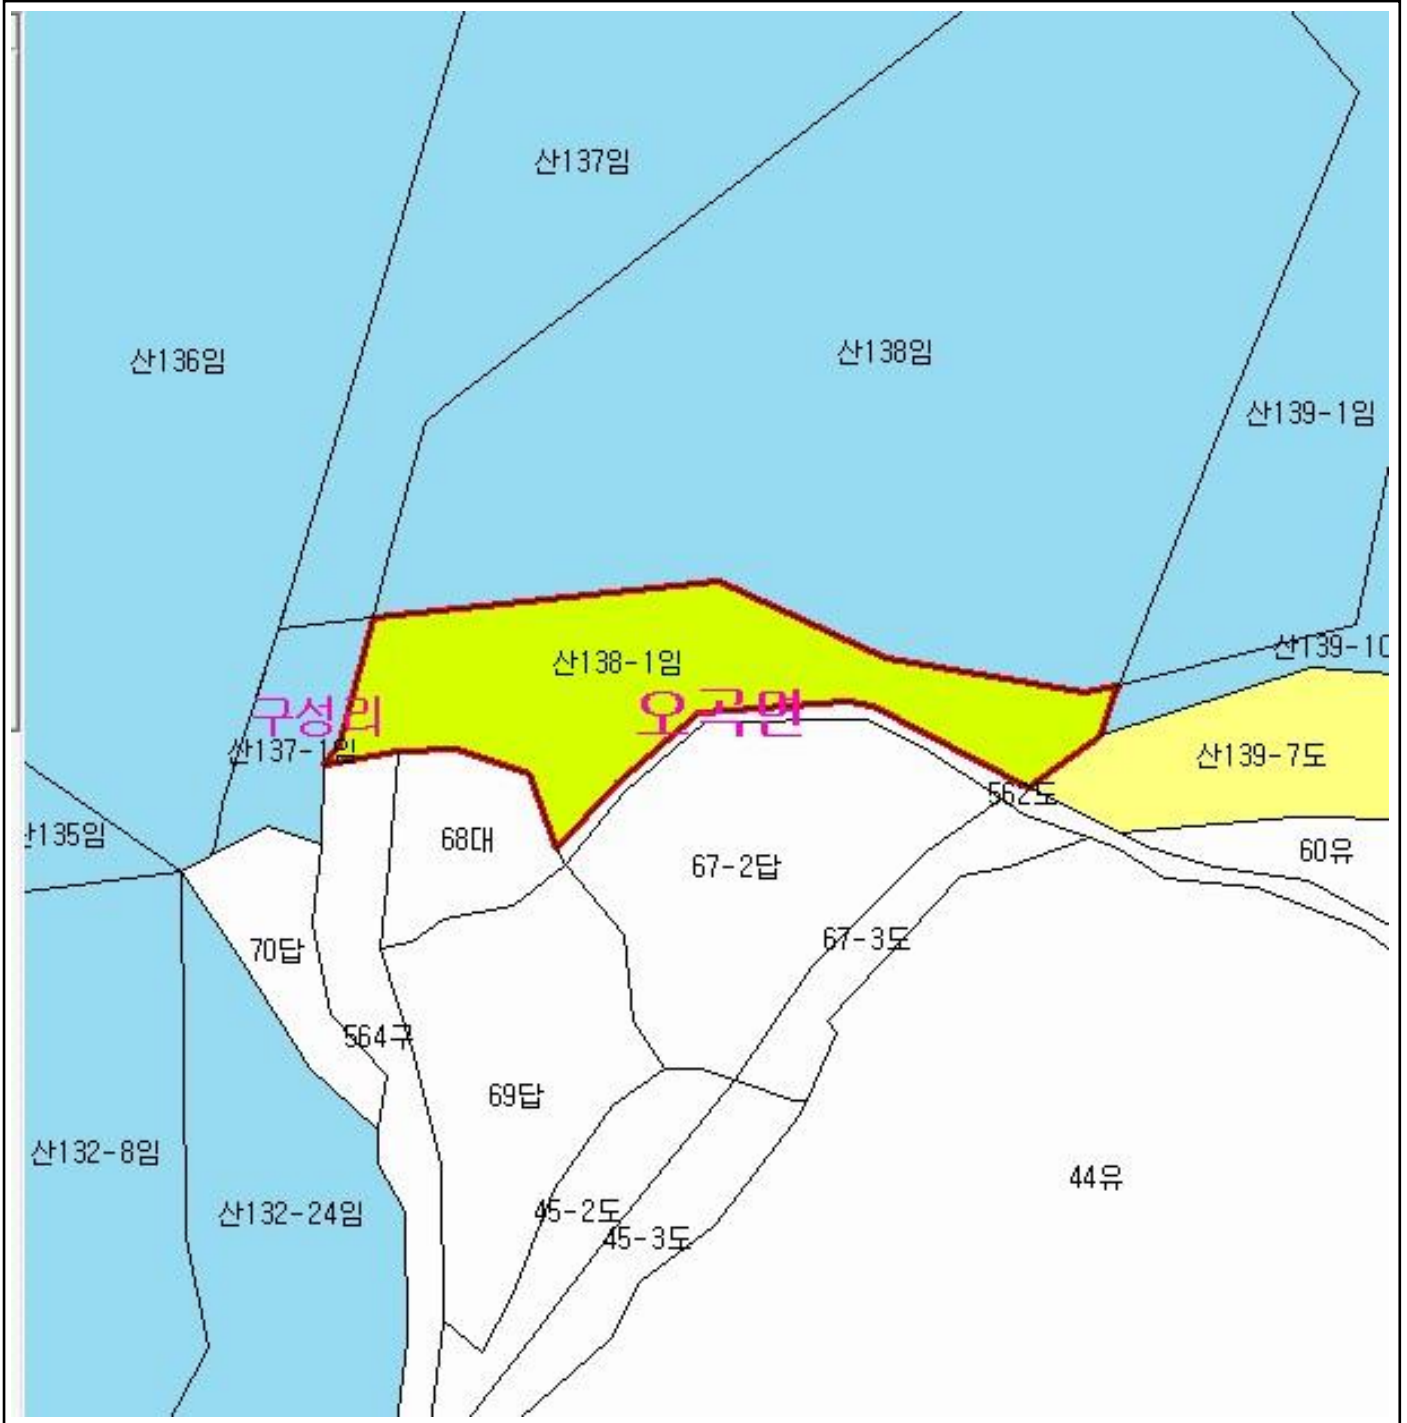 산137임
산136임
산138임
산139-1임
산139-10
산138-1임
구성리
오곡면
산137-1임
산139-7도
562도
산135임
68대
67-2답
60유
67-3도
70답
564구
69답
산132-8임
44유
산132-24임
45-2도
45-3도